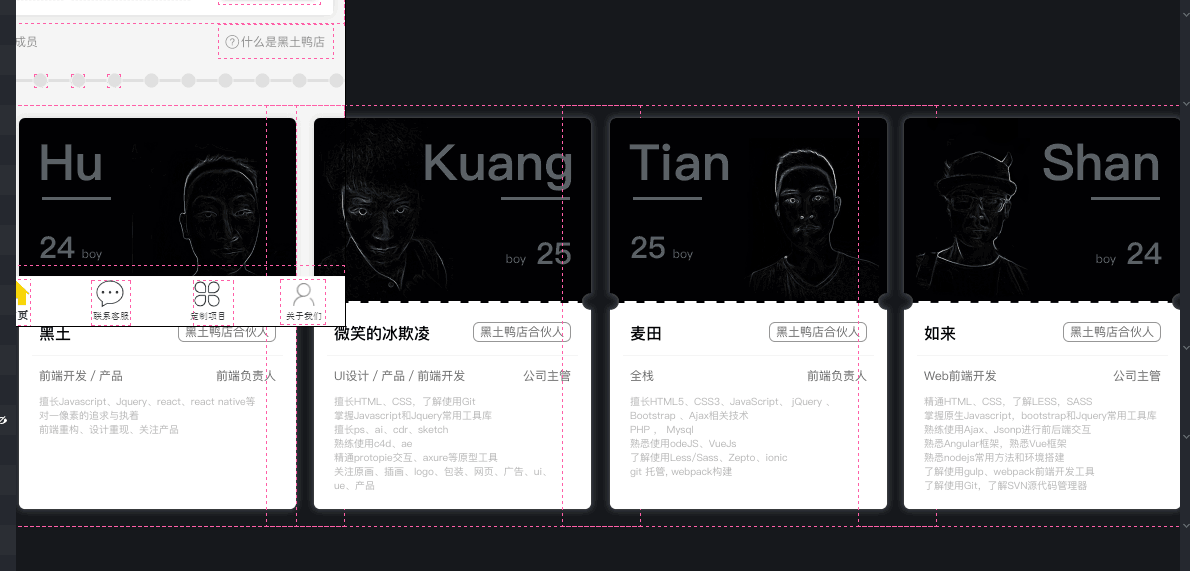 成员
什么是黑土鸭店
Hu
24 boy
页
联系客服
定制项目
关于我们
黑土
黑土鸭店合伙人
前端开发 / 产品
前端负责人
擅长Javascript、Jquery、react、react native等
对一像素的追求与执着
前端重构、设计重现、关注产品
Kuang
boy 25
微笑的冰欺凌
黑土鸭店合伙人
UI设计 / 产品 / 前端开发
公司主管
擅长HTML、CSS，了解使用Git
掌握Javascript和Jquery常用工具库
擅长ps、ai、cdr、sketch
熟练使用c4d、ae
精通protopie交互、axure等原型工具
关注原画、插画、logo、包装、网页、广告、ui、
ue、产品
Tian
25 boy
麦田
黑土鸭店合伙人
全栈
前端负责人
擅长HTML5、CSS3、JavaScript、 jQuery 、
Bootstrap 、Ajax相关技术
PHP ， Mysql
熟悉使用odeJS、VueJs
了解使用Less/Sass、Zepto、ionic
git 托管, webpack构建
Shan
boy 24
如来
黑土鸭店合伙人
Web前端开发
公司主管
精通HTML、CSS，了解LESS，SASS
掌握原生Javascript，bootstrap和Jquery常用工具库
熟练使用Ajax、Jsonp进行前后端交互
熟悉Angular框架，熟悉Vue框架
熟悉nodejs常用方法和环境搭建
了解使用gulp、webpack前端开发工具
了解使用Git，了解SVN源代码管理器